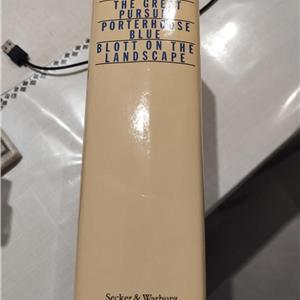 THE GREAT
PURSUIT
PORTERHOUSE
BLUE
BLOTT ON THE
LANDSCAPE
Secker & Warburg